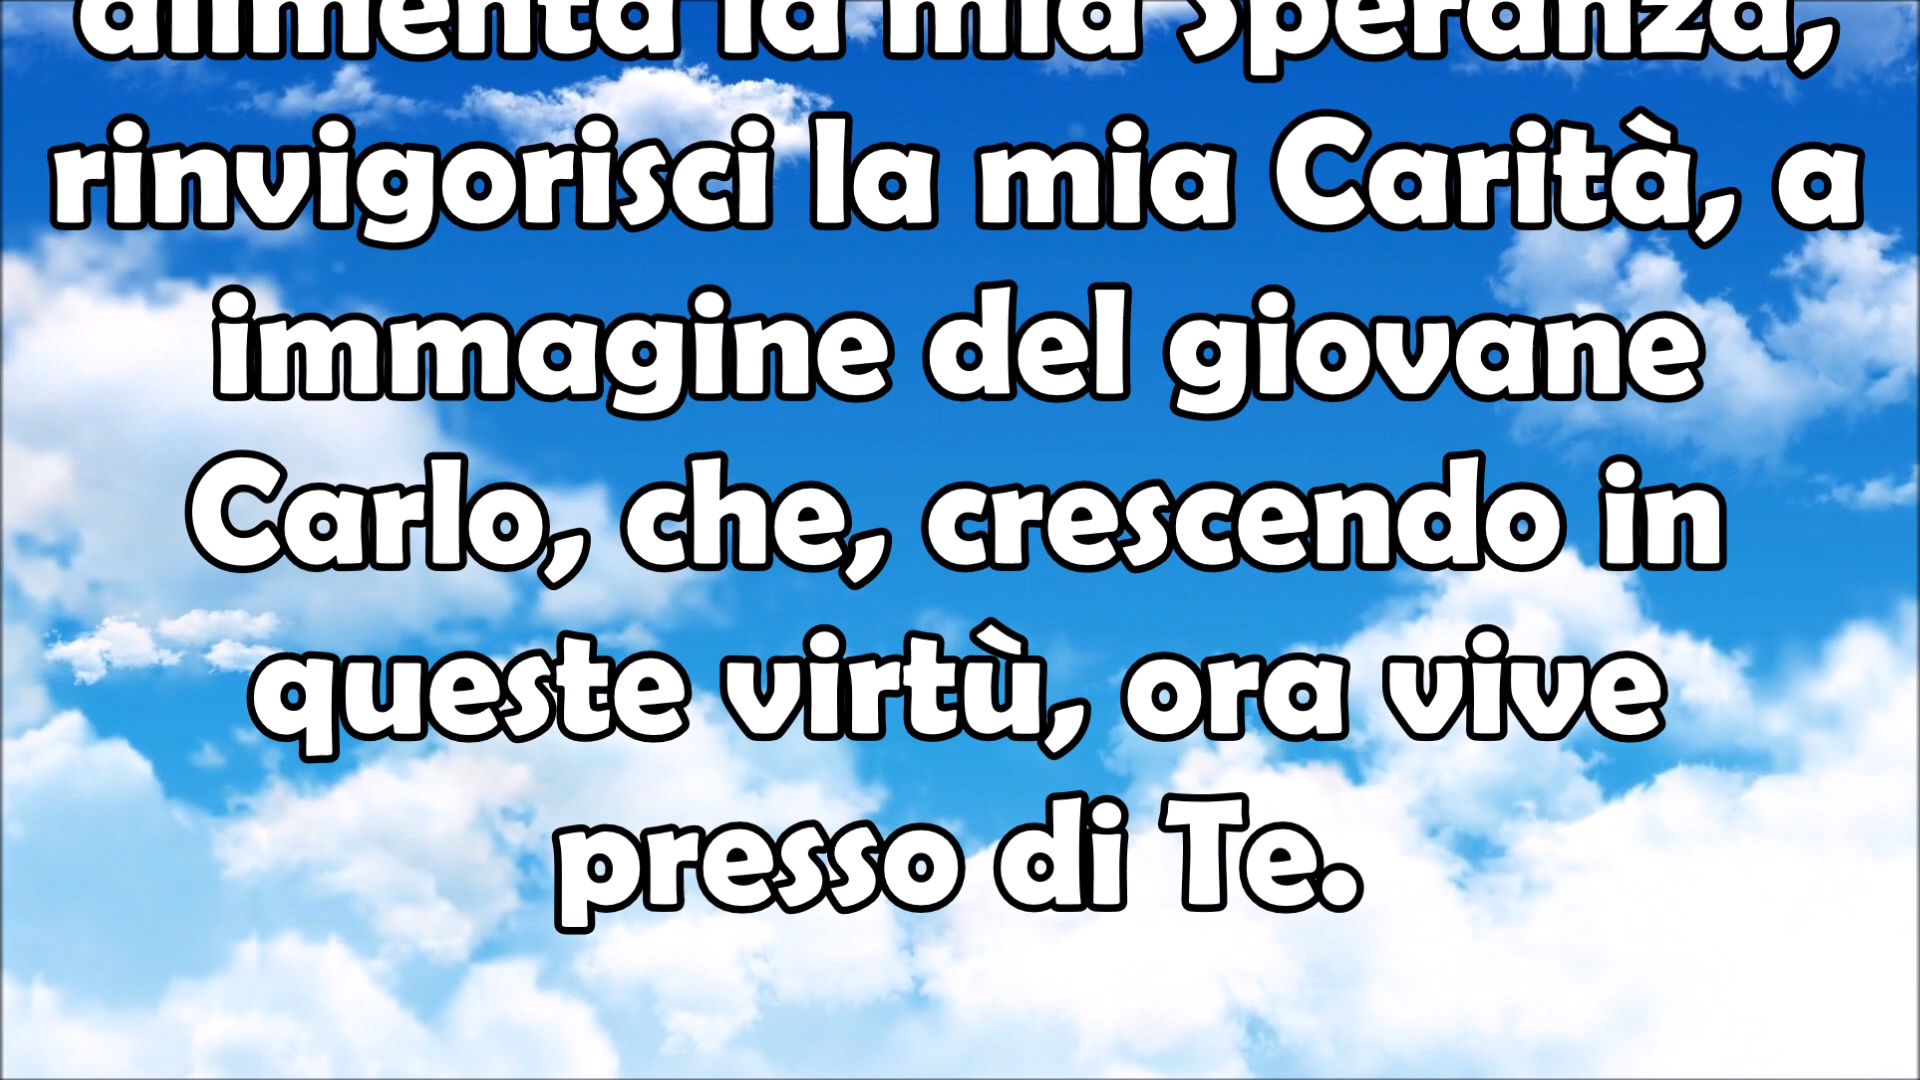 alimenta la mia Speranza,
rinvigorisci la mia Carità, a
immagine del giovane
Carlo, che, crescendo in
queste virtù, ora vive
presso di Te.